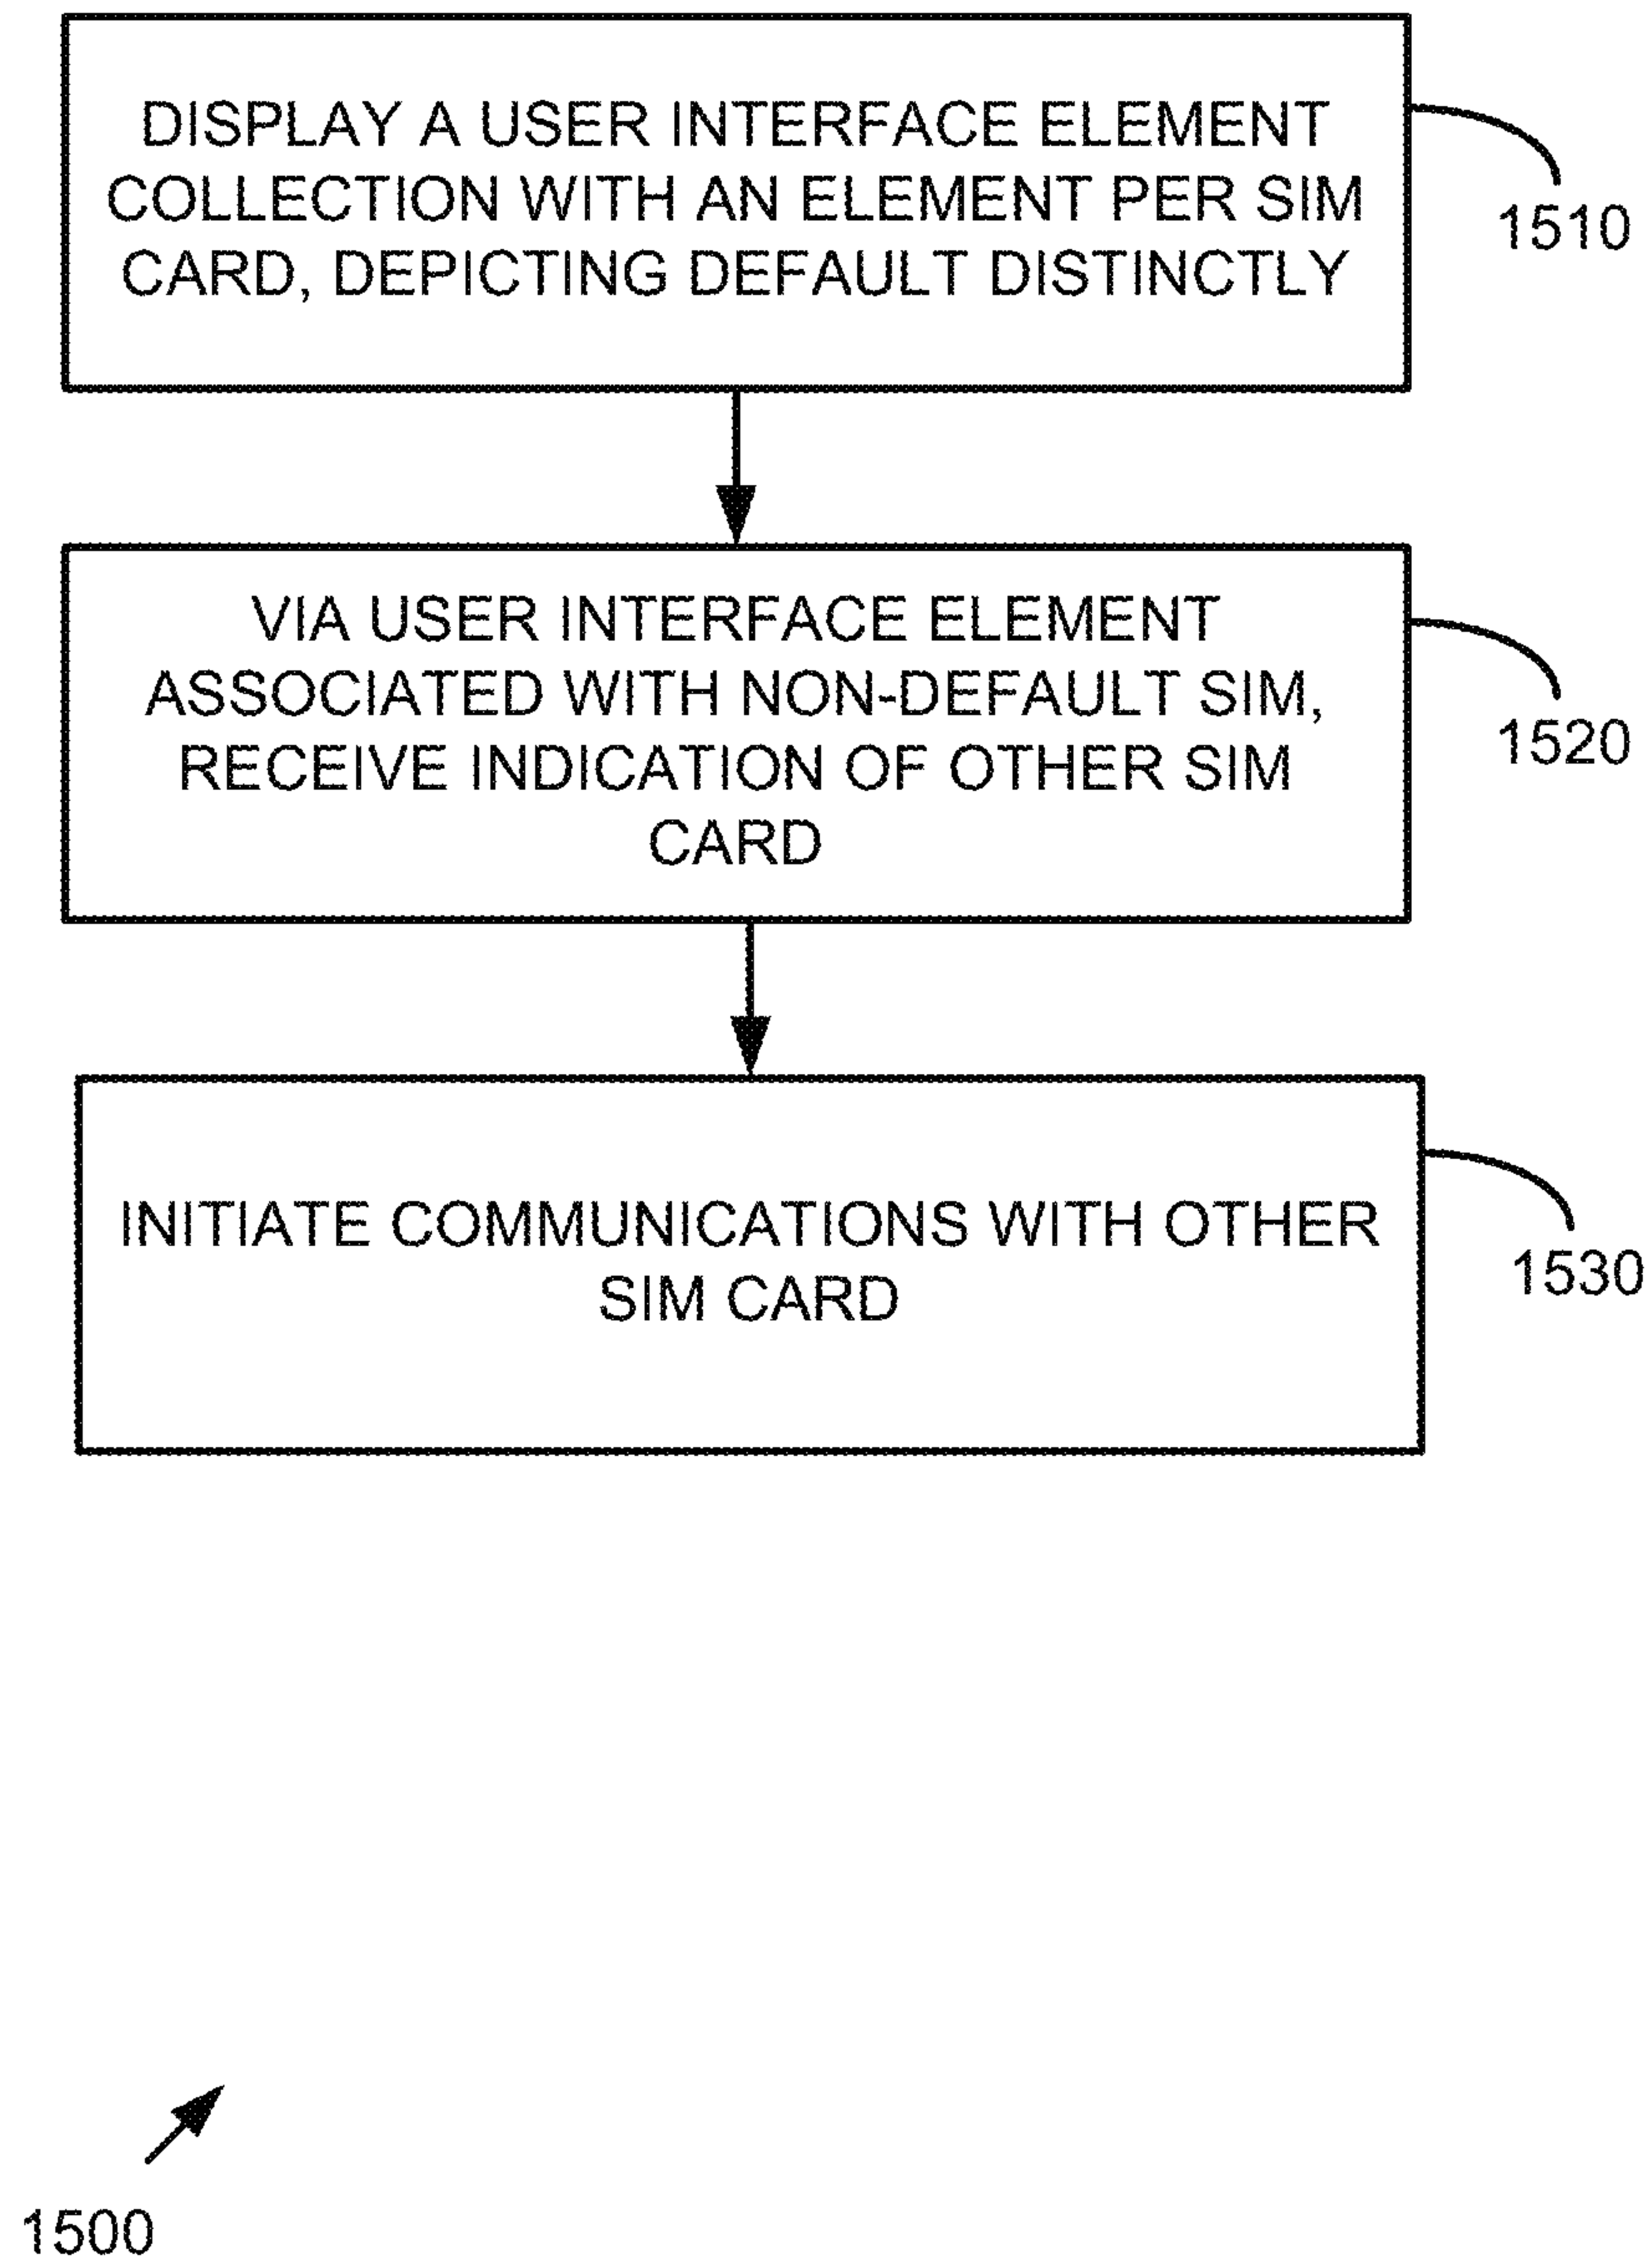 DISPLAY A USER INTERFACE ELEMENT
COLLECTION WITH AN ELEMENT PER SIM
CARD, DEPICTING DEFAULT DISTINCTLY
1510
VIA USER INTERFACE ELEMENT
ASSOCIATED WITH NON-DEFAULT SIM,
RECEIVE INDICATION OF OTHER SIM
CARD
1520
INITIATE COMMUNICATIONS WITH OTHER
SIM CARD
1530
1500